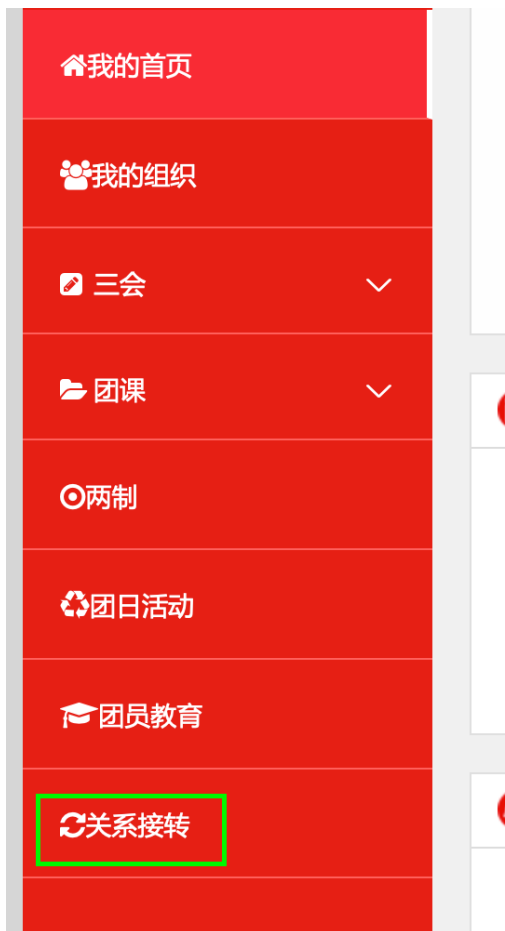 我的首页
我的组织
三会
团课
两制
团日活动
团员教育
关系接转